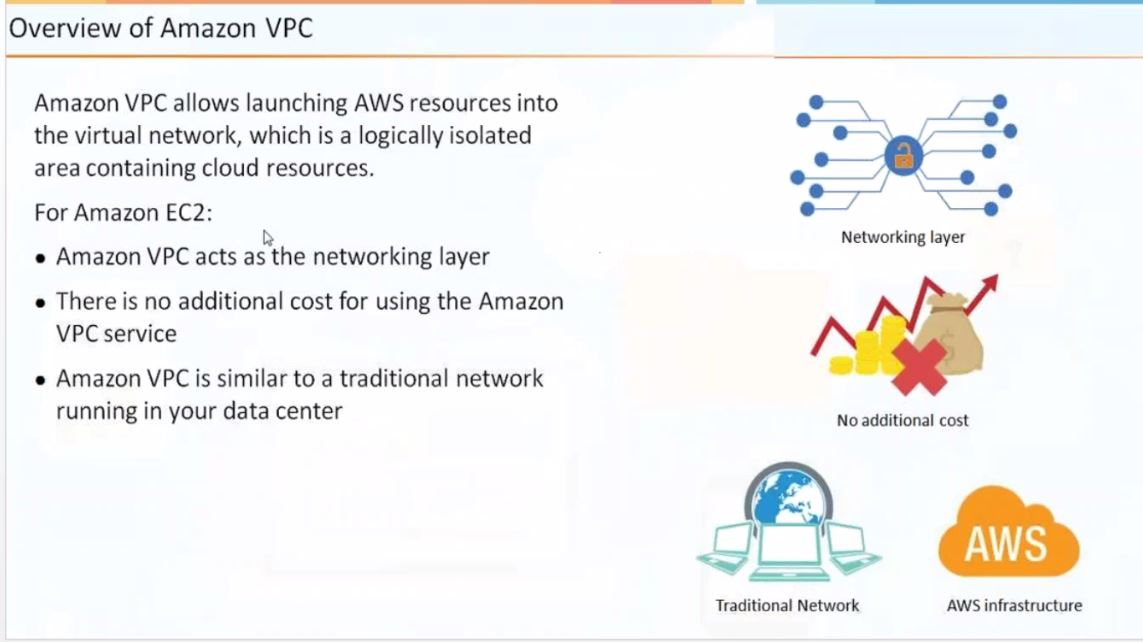 Overview of Amazon VPC
Amazon VPC allows launching AWS resources into
the virtual network, which is a logically isolated
area containing cloud resources.
For Amazon EC2:
• Amazon VPC acts as the networking layer
• There is no additional cost for using the Amazon
VPC service
• Amazon VPC is similar to a traditional network
running in your data center
Networking layer
$
No additional cost
AWS
Traditional Network
AWS infrastructure